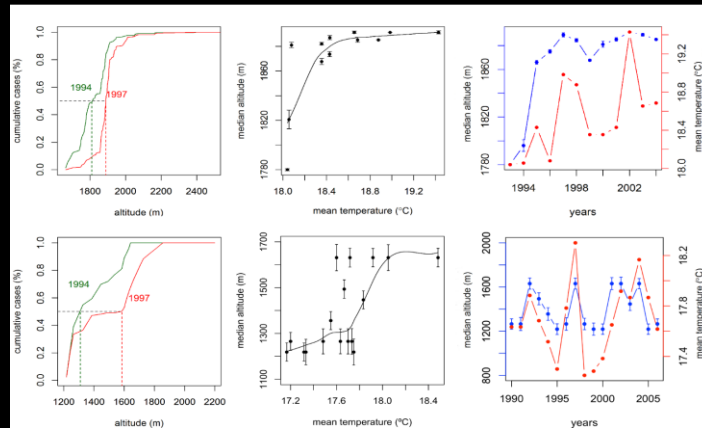 cumulative cases (%)
1.0
0.8
0.6
0.4
0.2
0.0
1994
1997
1800 2000 2200 2400
altitude (m)
median altitude (m)
1860
1820
1780
18.0 18.4 18.8 19.2
mean temperature (°C)
median altitude (m)
1860
1820
1780
1994 1998 2002
years
19.2
18.8
18.4
18.0
mean temperature (°C)
cumulative cases (%)
1.0
0.8
0.6
0.4
0.2
0.0
1994
1997
1200 1400 1600 1800 2000 2200
altitude (m)
median altitude (m)
1700
1500
1300
1100
17.2 17.6 18.0 18.4
mean temperature (ºC)
median altitude (m)
2000
1600
1200
800
1990 1995 2000 2005
years
18.2
17.8
17.4
mean temperature (°C)